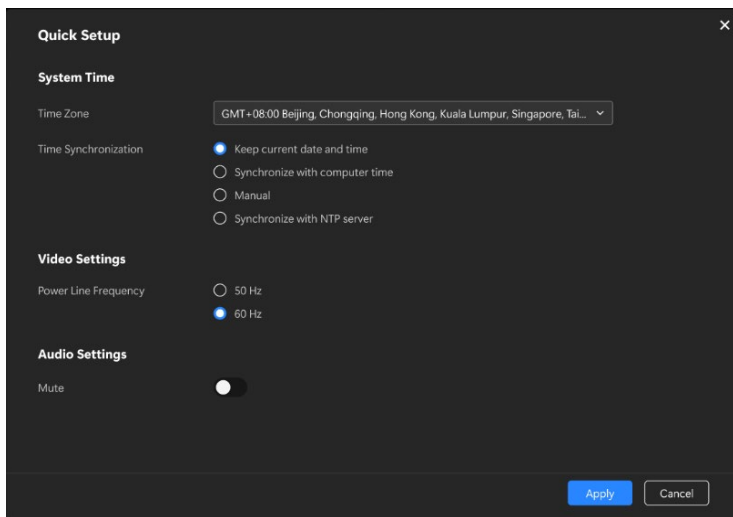 Quick Setup
System Time
Time Zone GMT+08:00 Beijing, Chongqing, Hong Kong, Kuala Lumpur, Singapore, Tai...
Time Synchronization Keep current date and time
Synchronize with computer time
Manual
Synchronize with NTP server
Video Settings
Power Line Frequency 50 Hz
60 Hz
Audio Settings
Mute
Apply Cancel